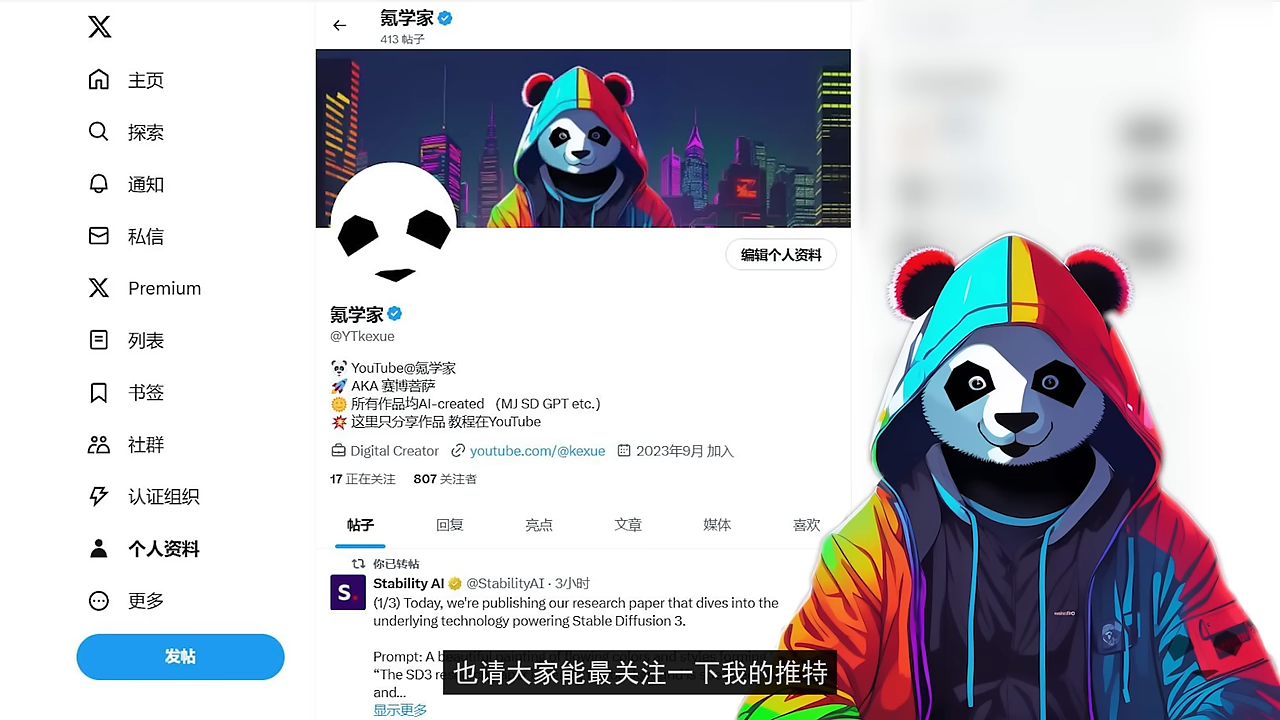 主页
探索
通知
私信
Premium
列表
书签
社群
认证组织
个人资料
更多
发帖
氪学家
413 帖子
编辑个人资料
氪学家
@YTkexue
YouTube@氪学家
AKA 赛博菩萨
所有作品均AI-created （MJ SD GPT etc.）
这里只分享作品 教程在YouTube
Digital Creator youtube.com/@kexue 2023年9月 加入
17 正在关注 807 关注者
帖子 回复 亮点 文章 媒体 喜欢
你已转帖
S.
Stability AI @StabilityAI · 3小时
(1/3) Today, we're publishing our research paper that dives into the
underlying technology powering Stable Diffusion 3.
Prompt: A
“The SD3
and...
显示更多
也请大家能最关注一下我的推特